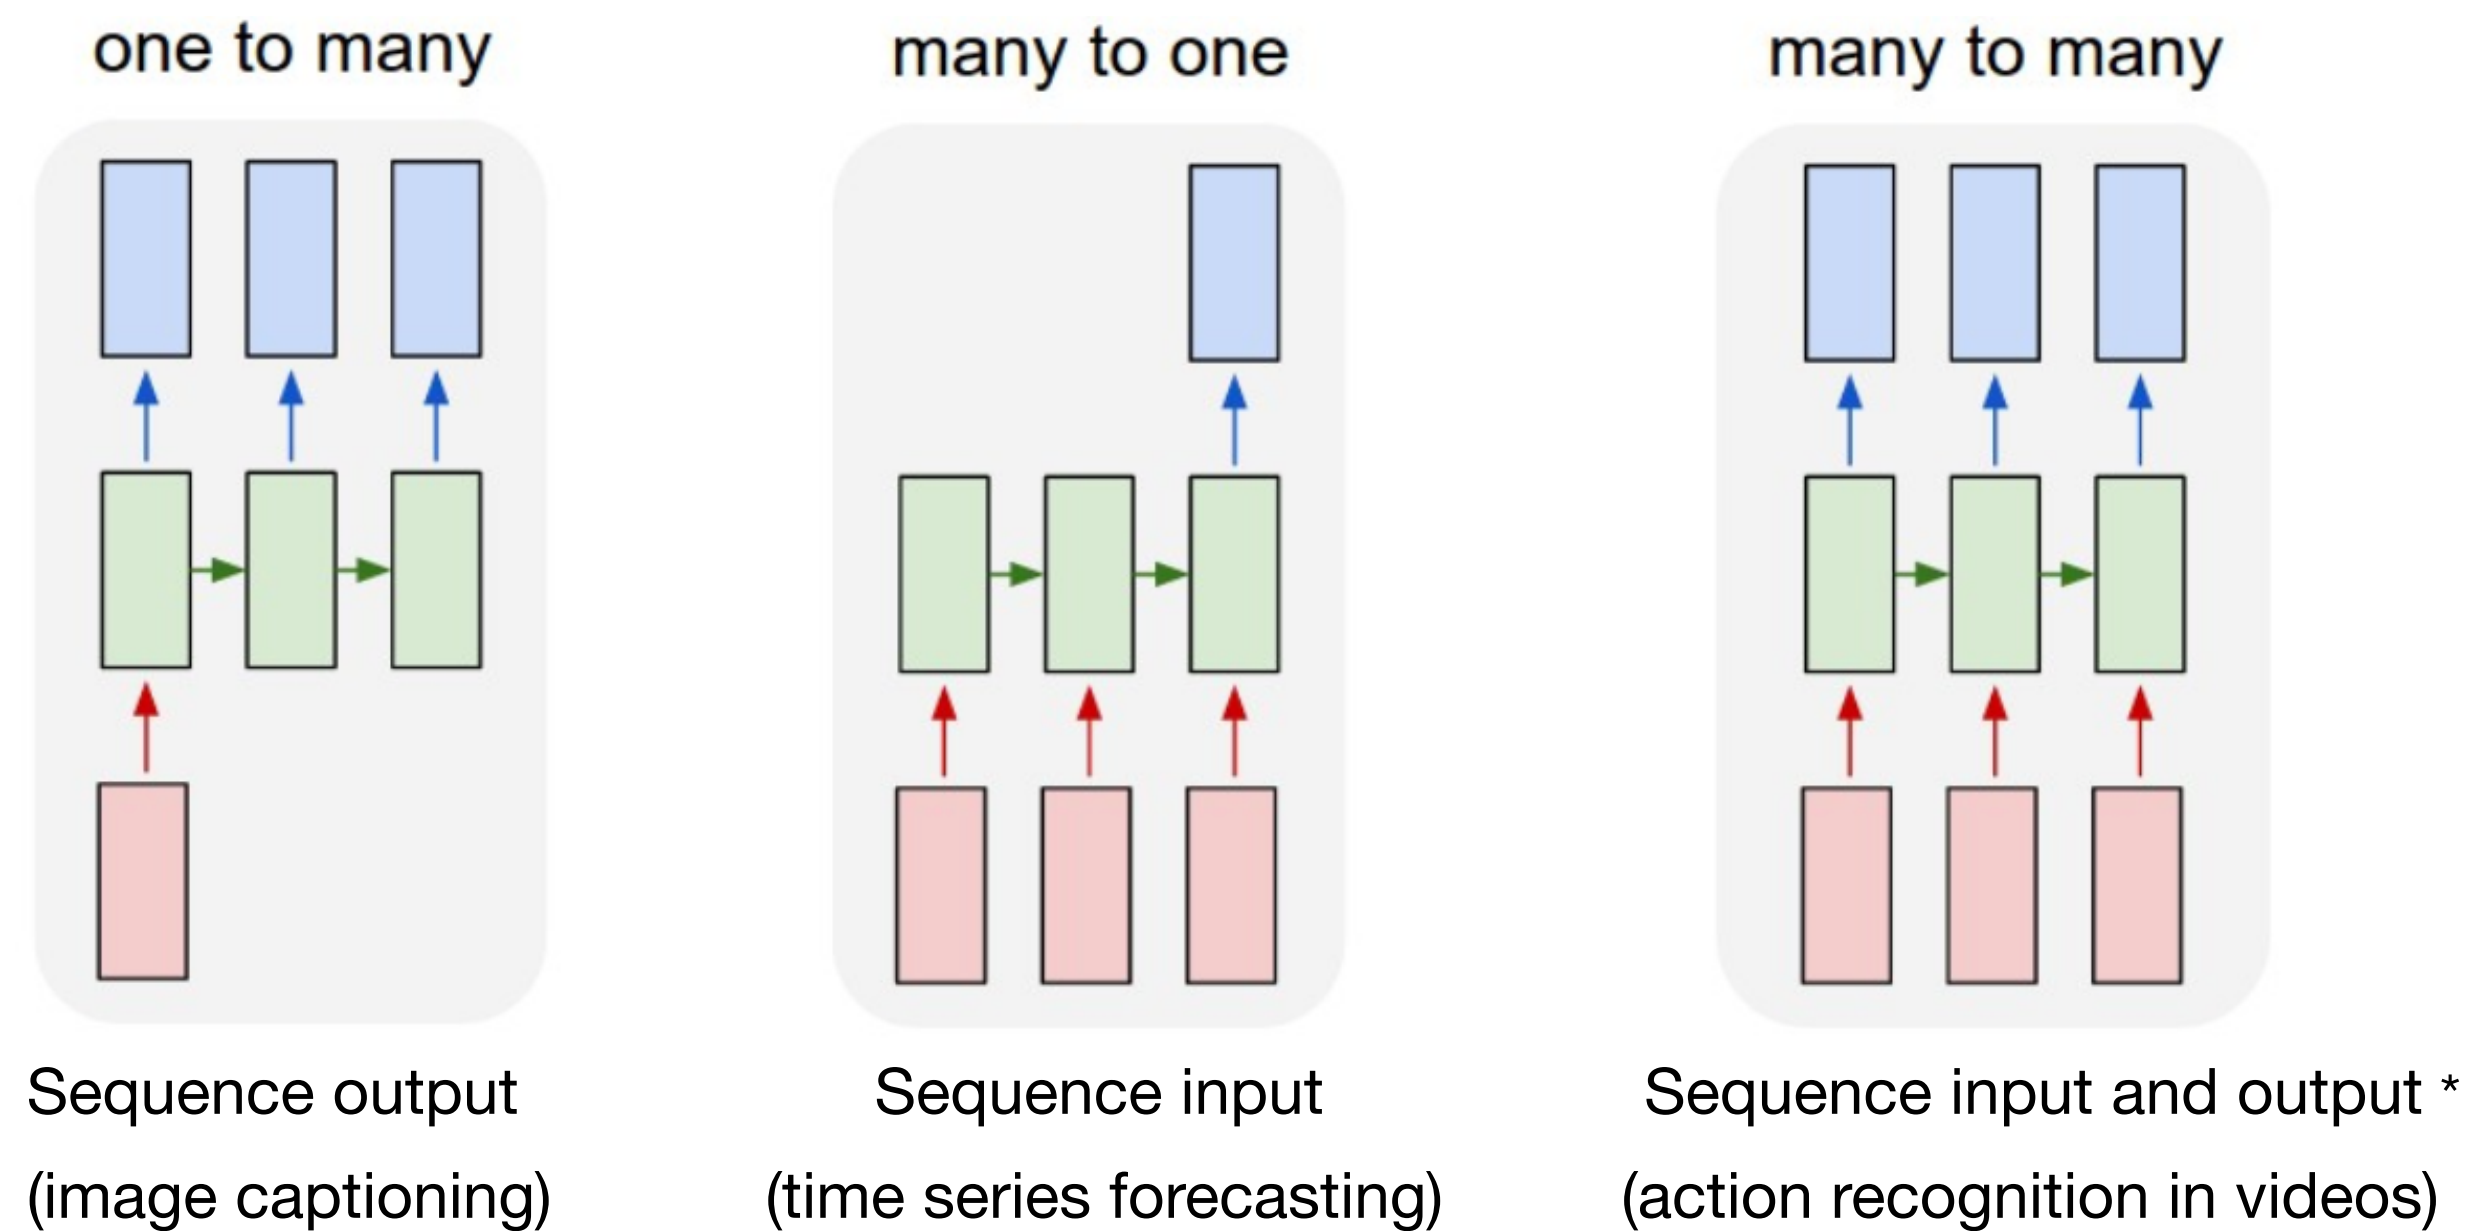 one to many
many to one
many to many
Sequence output
(image captioning)
Sequence input
(time series forecasting)
Sequence input and output *
(action recognition in videos)